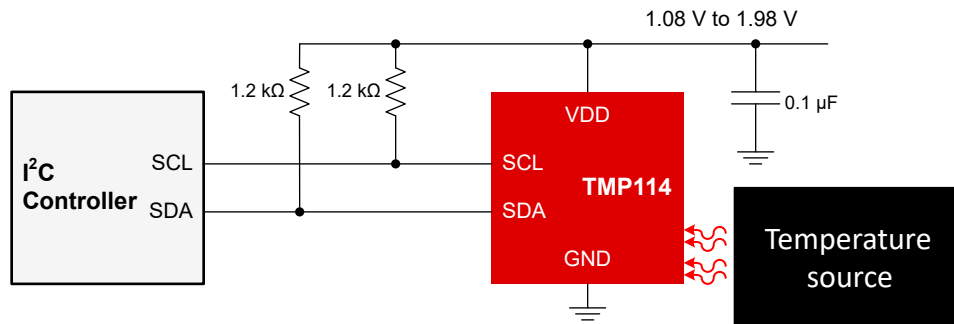 1.08 V to 1.98 V
1.2 kΩ
1.2 kΩ
0.1 µF
VDD
I²C
Controller
SCL
SDA
SCL
SDA
TMP114
GND
Temperature
source